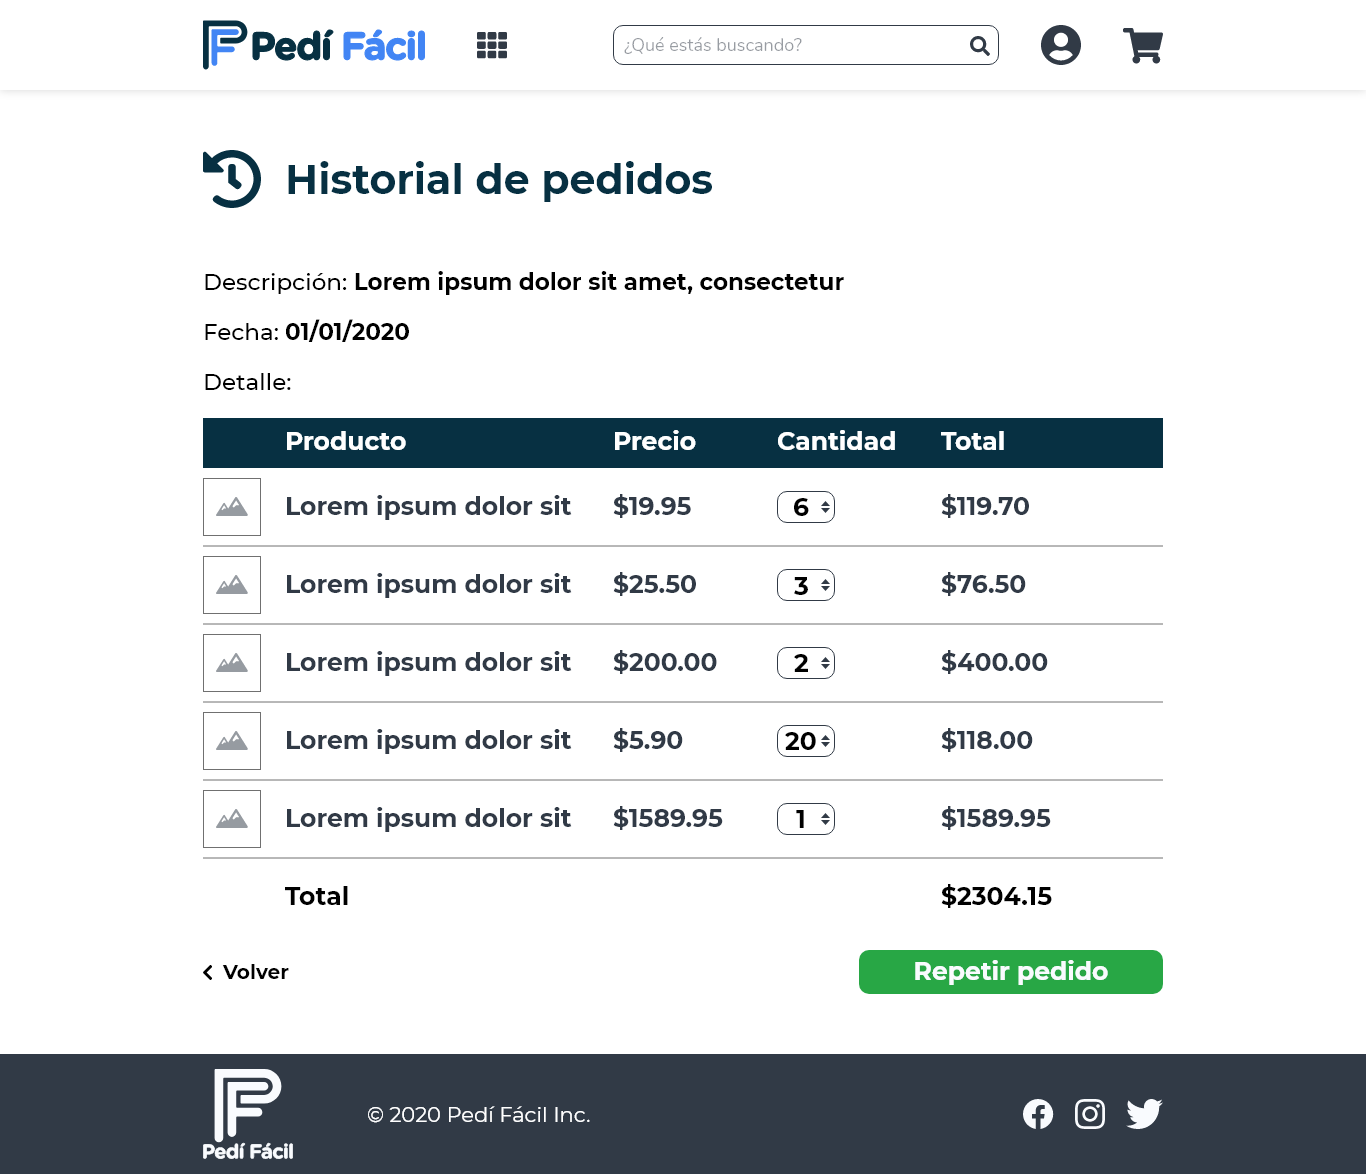 Pedí Fácil
¿Qué estás buscando?
Historial de pedidos
Descripción: Lorem ipsum dolor sit amet, consectetur
Fecha: 01/01/2020
Detalle:
Producto Precio Cantidad Total
Lorem ipsum dolor sit $19.95 6 $119.70
Lorem ipsum dolor sit $25.50 3 $76.50
Lorem ipsum dolor sit $200.00 2 $400.00
Lorem ipsum dolor sit $5.90 20 $118.00
Lorem ipsum dolor sit $1589.95 1 $1589.95
Total $2304.15
Volver Repetir pedido
Pedí Fácil
© 2020 Pedí Fácil Inc.